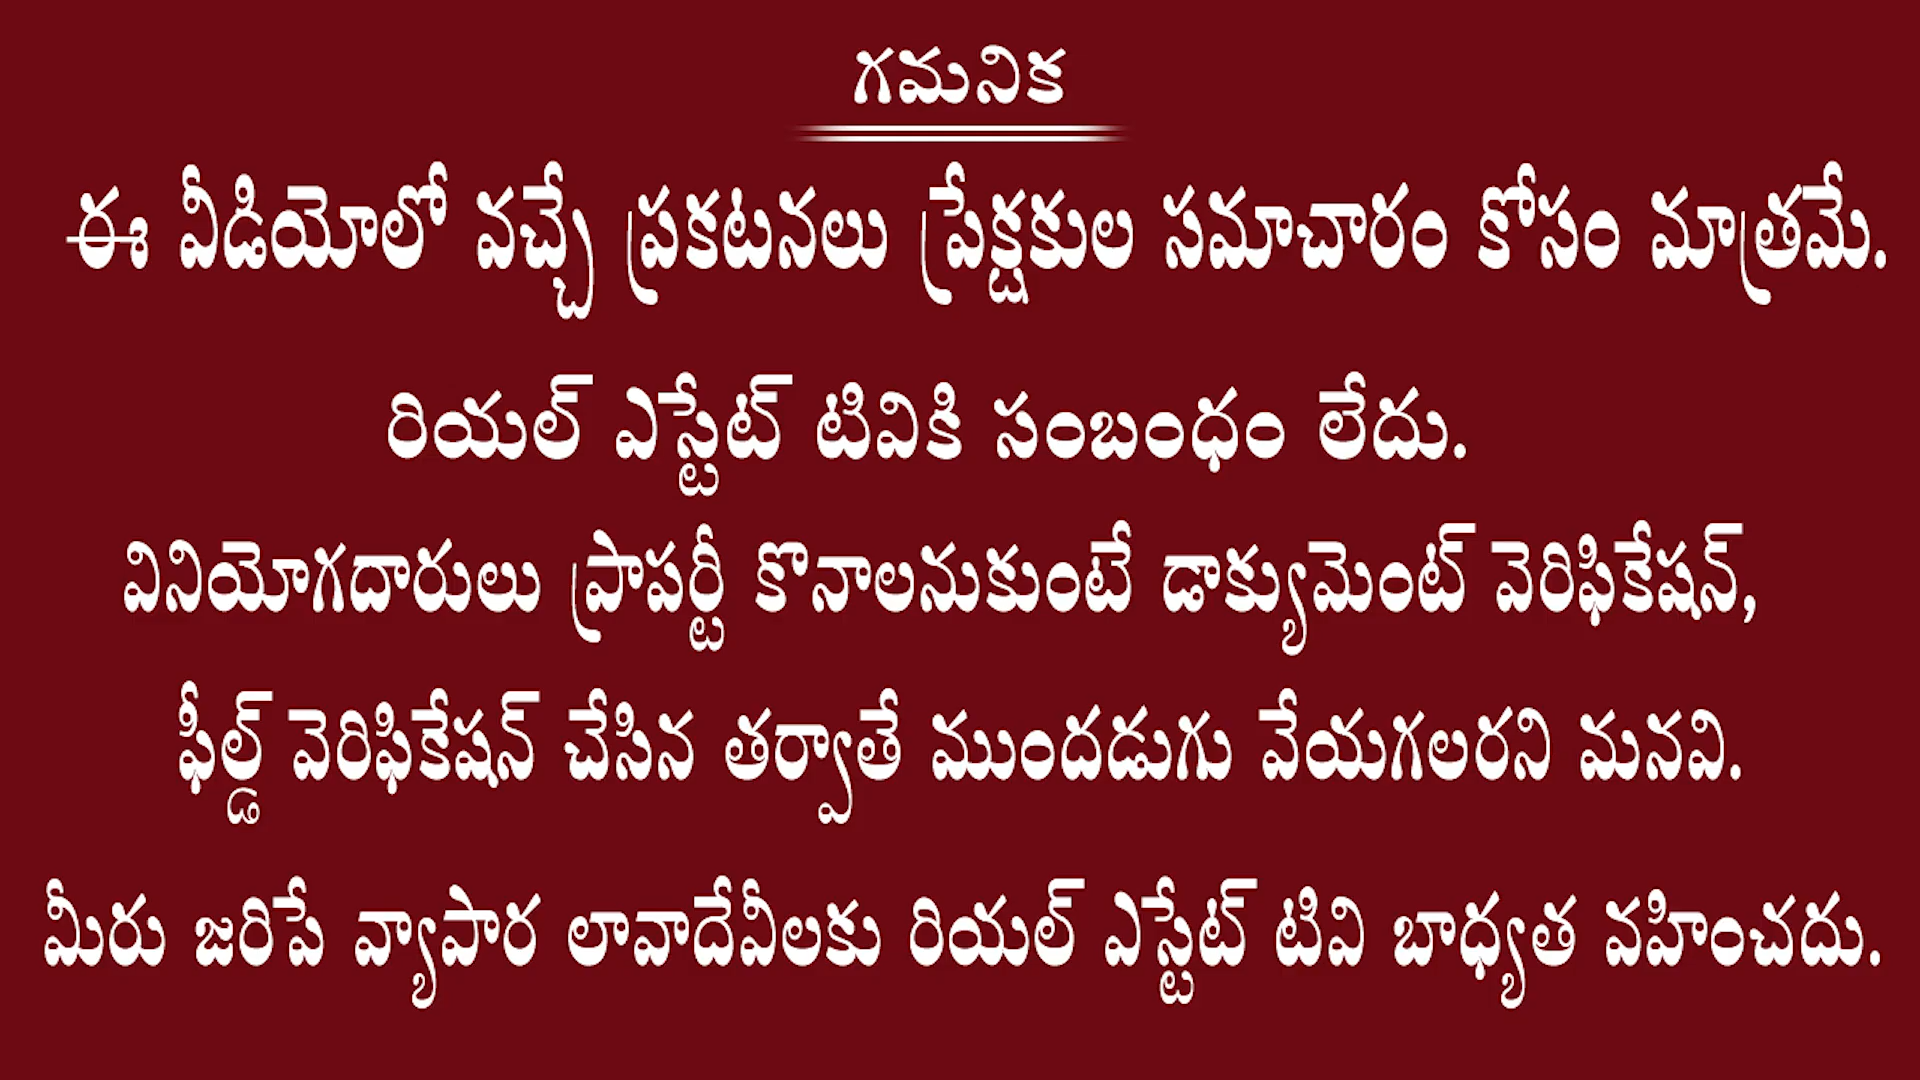 గమనిక
ఈ వీడియోలో వచ్చే ప్రకటనలు ప్రేక్షకుల సమాచారం కోసం మాత్రమే.
రియల్ ఎస్టేట్ టివికి సంబంధం లేదు.
వినియోగదారులు ప్రాపర్టీ కొనాలనుకుంటే డాక్యుమెంట్ వెరిఫికేషన్,
ఫీల్డ్ వెరిఫికేషన్ చేసిన తర్వాతే ముందడుగు వేయగలరని మనవి.
మీరు జరిపే వ్యాపార లావాదేవీలకు రియల్ ఎస్టేట్ టివి బాధ్యత వహించదు.